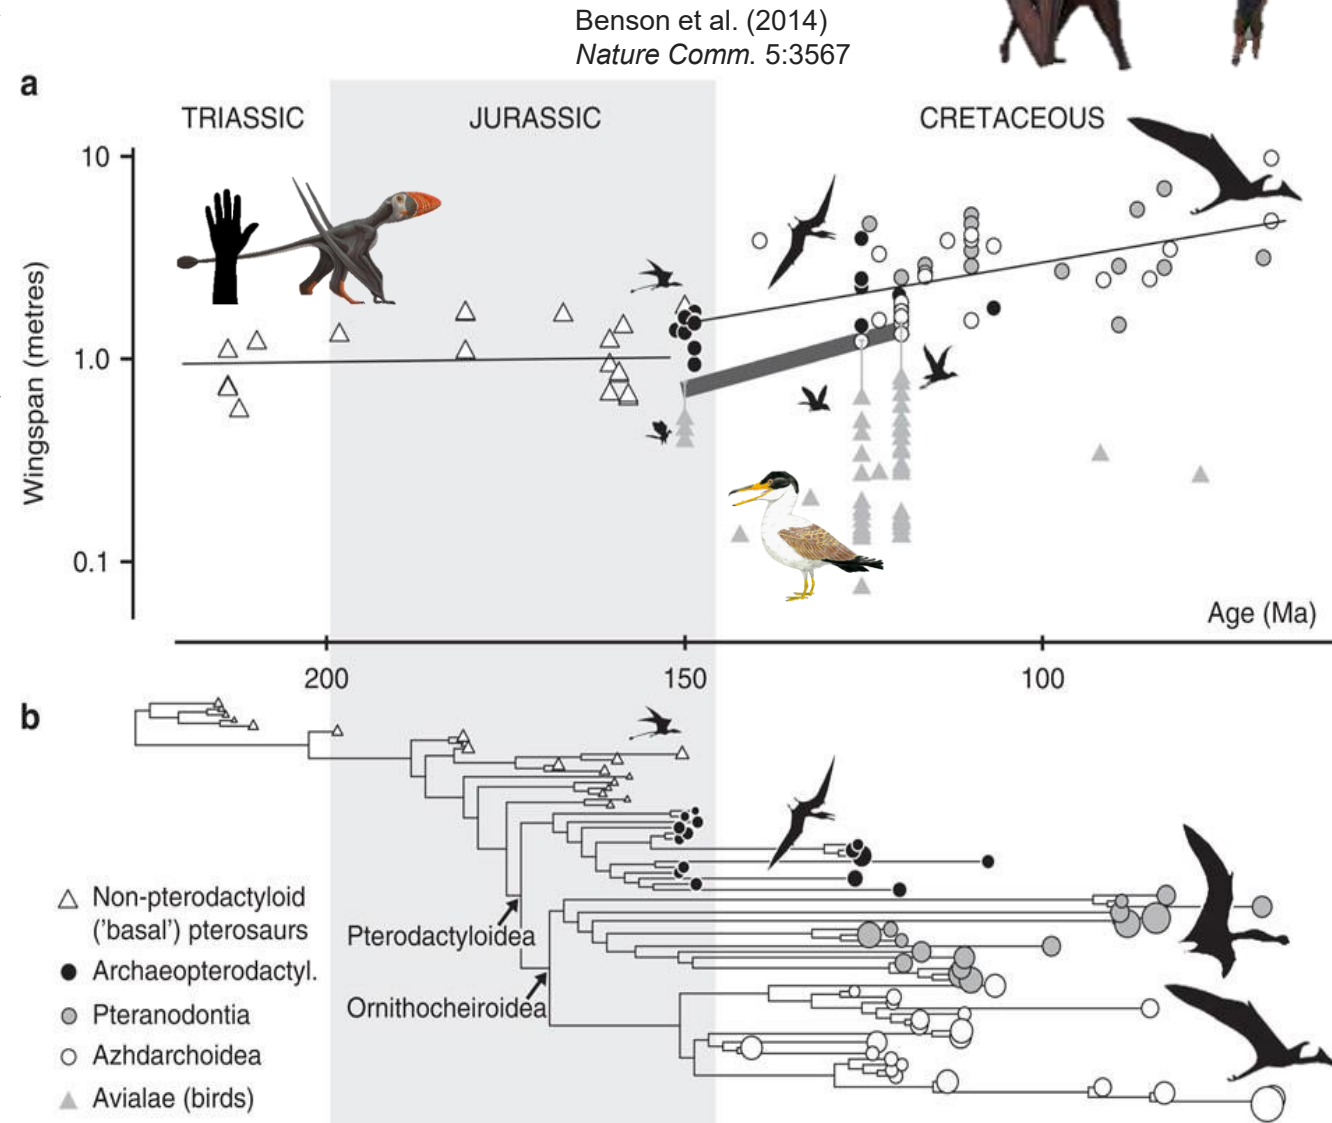 Benson et al. (2014)
Nature Comm. 5:3567
a
TRIASSIC
JURASSIC
CRETACEOUS
10
1.0
0.1
Wingspan (metres)
Age (Ma)
200
150
100
b
Pterodactyloidea
Ornithocheiroidea
Non-pterodactyloid
('basal') pterosaurs
Archaeopterodactyl.
Pteranodontia
Azhdarchoidea
Avialae (birds)